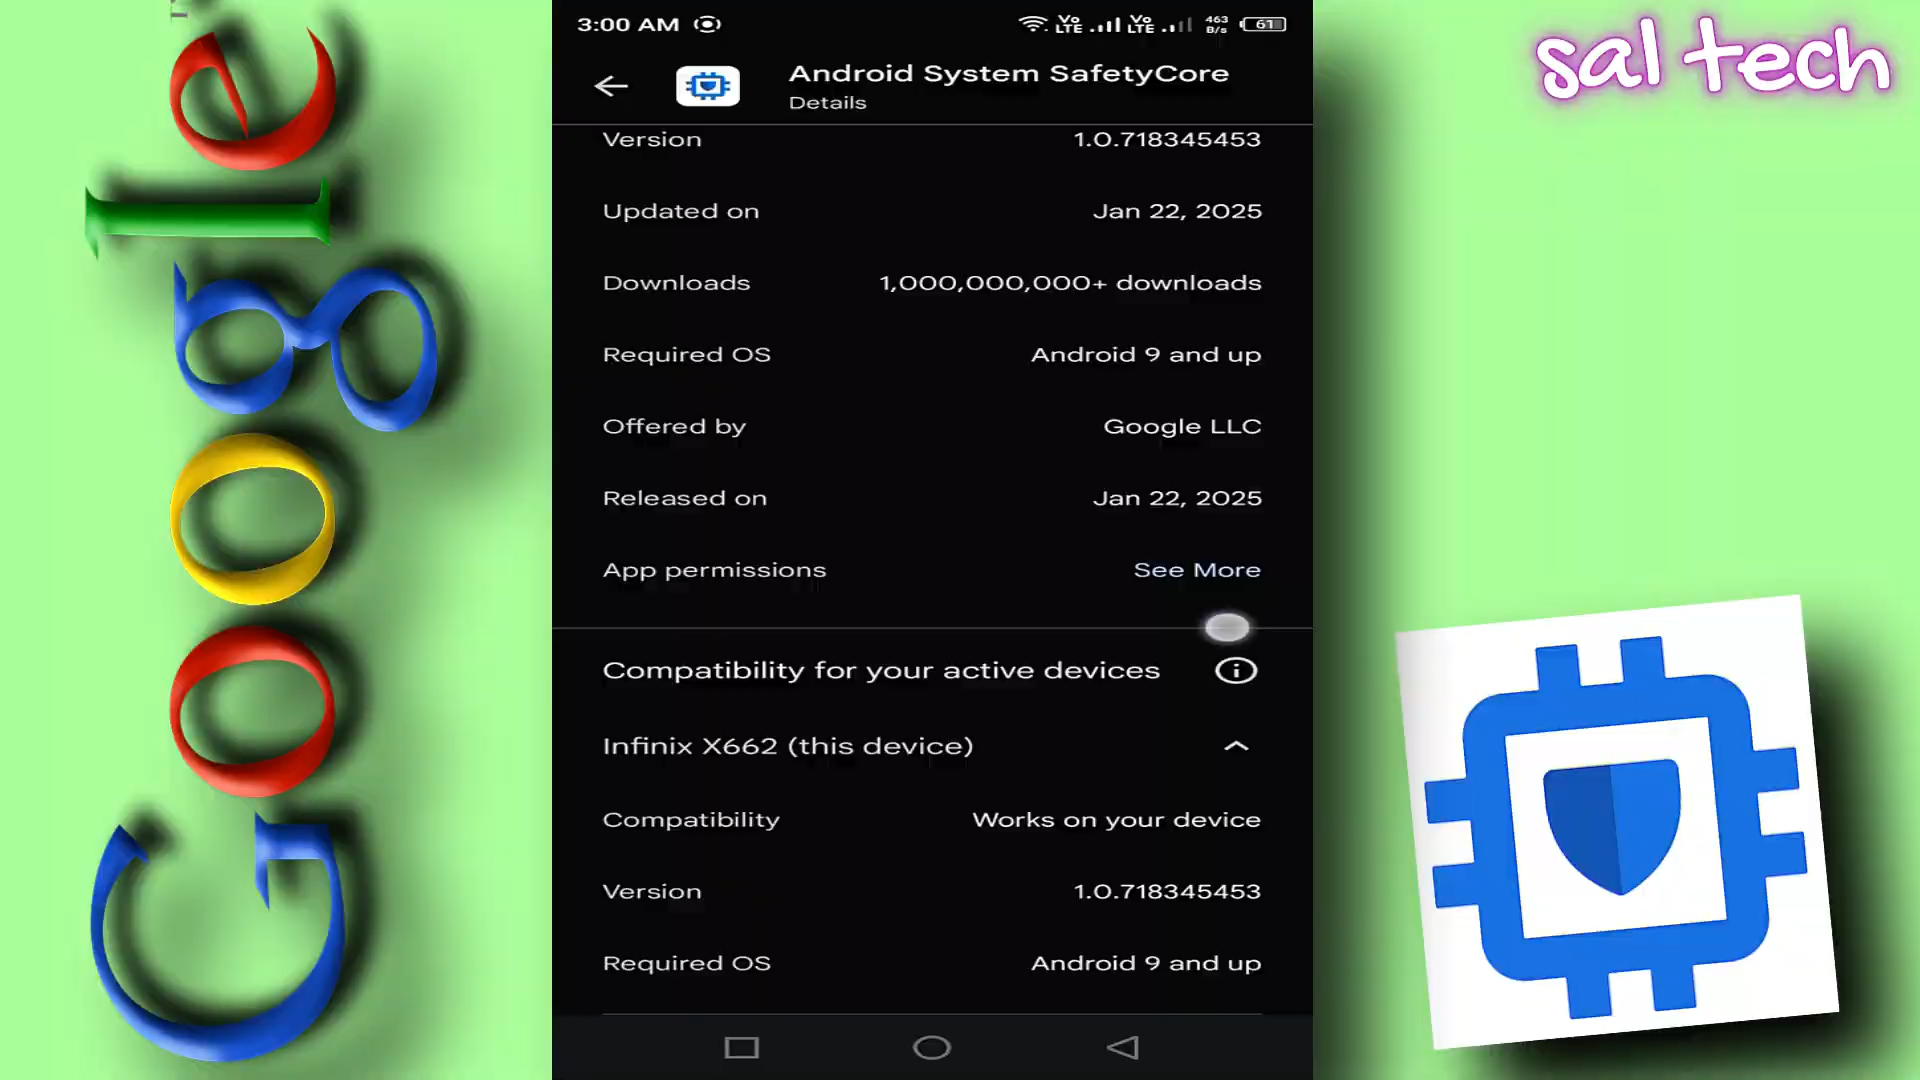 Google
3:00 AM
Vo LTE Vo LTE 463 B/s 61
Android System SafetyCore
Details
Version 1.0.718345453
Updated on Jan 22, 2025
Downloads 1,000,000,000+ downloads
Required OS Android 9 and up
Offered by Google LLC
Released on Jan 22, 2025
App permissions See More
Compatibility for your active devices
Infinix X662 (this device)
Compatibility Works on your device
Version 1.0.718345453
Required OS Android 9 and up
sal tech